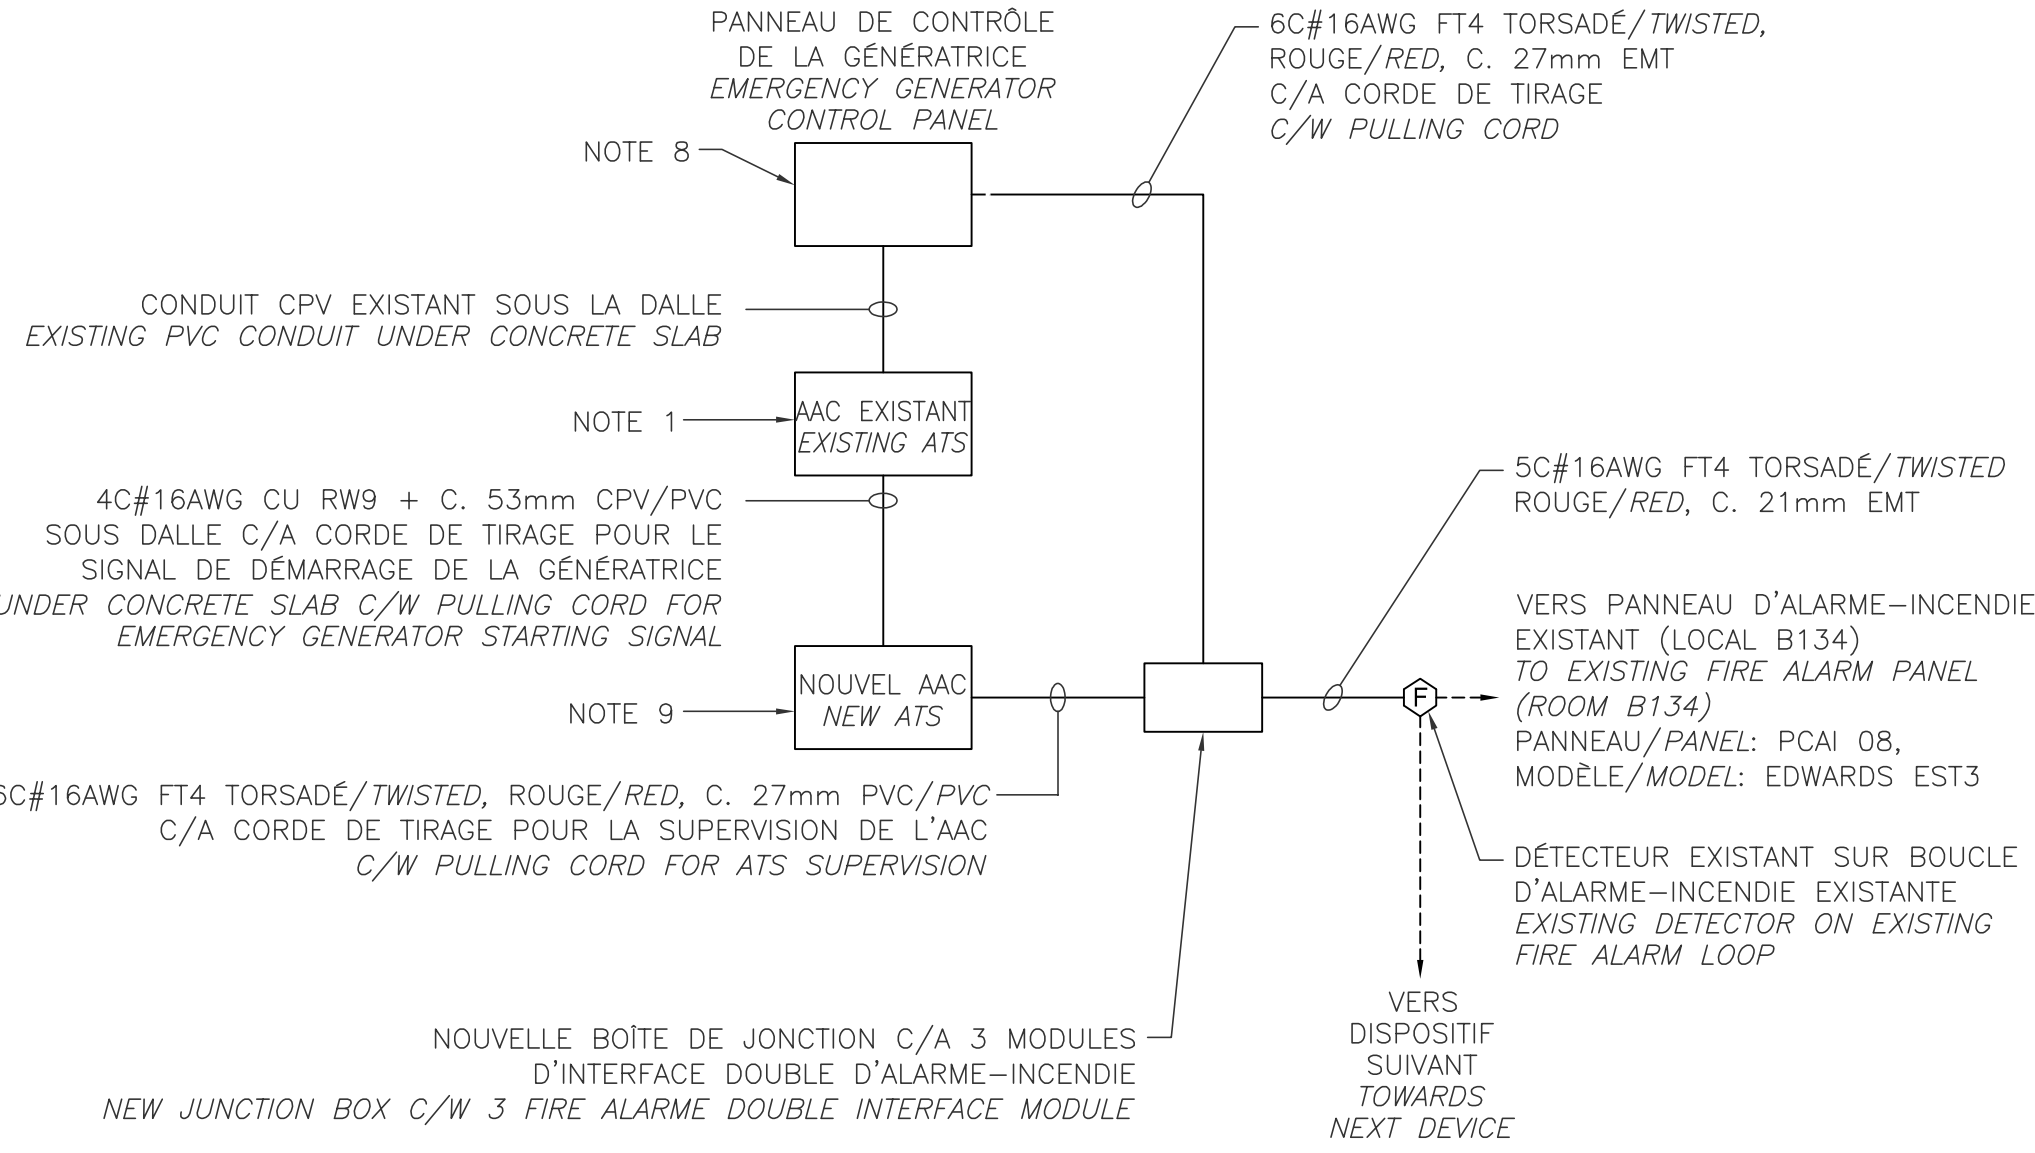 PANNEAU DE CONTRÔLE
DE LA GÉNÉRATRICE
EMERGENCY GENERATOR
CONTROL PANEL
6C#16AWG FT4 TORSADÉ/TWISTED,
ROUGE/RED, C. 27mm EMT
C/A CORDE DE TIRAGE
C/W PULLING CORD
NOTE 8
CONDUIT CPV EXISTANT SOUS LA DALLE
EXISTING PVC CONDUIT UNDER CONCRETE SLAB
NOTE 1
AAC EXISTANT
EXISTING ATS
4C#16AWG CU RW9 + C. 53mm CPV/PVC
SOUS DALLE C/A CORDE DE TIRAGE POUR LE
SIGNAL DE DÉMARRAGE DE LA GÉNÉRATRICE
UNDER CONCRETE SLAB C/W PULLING CORD FOR
EMERGENCY GENERATOR STARTING SIGNAL
5C#16AWG FT4 TORSADÉ/TWISTED
ROUGE/RED, C. 21mm EMT
NOTE 9
NOUVEL AAC
NEW ATS
F
VERS PANNEAU D'ALARME-INCENDIE
EXISTANT (LOCAL B134)
TO EXISTING FIRE ALARM PANEL
(ROOM B134)
PANNEAU/PANEL: PCAI 08,
MODÈLE/MODEL: EDWARDS EST3
6C#16AWG FT4 TORSADÉ/TWISTED, ROUGE/RED, C. 27mm PVC/PVC
C/A CORDE DE TIRAGE POUR LA SUPERVISION DE L'AAC
C/W PULLING CORD FOR ATS SUPERVISION
DÉTECTEUR EXISTANT SUR BOUCLE
D'ALARME-INCENDIE EXISTANTE
EXISTING DETECTOR ON EXISTING
FIRE ALARM LOOP
NOUVELLE BOÎTE DE JONCTION C/A 3 MODULES
D'INTERFACE DOUBLE D'ALARME-INCENDIE
NEW JUNCTION BOX C/W 3 FIRE ALARME DOUBLE INTERFACE MODULE
VERS
DISPOSITIF
SUIVANT
TOWARDS
NEXT DEVICE